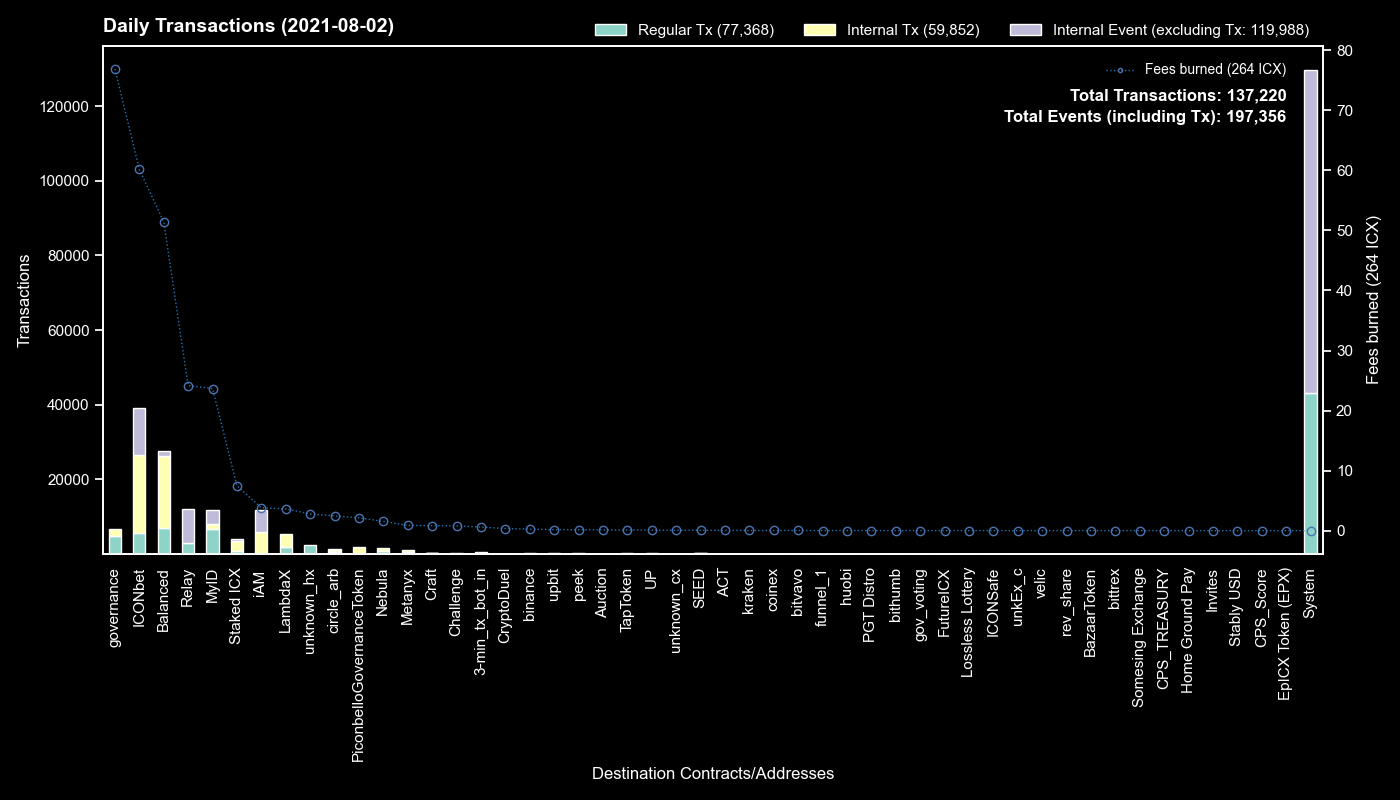 Daily Transactions (2021-08-02)
Regular Tx (77,368)
Internal Tx (59,852)
Internal Event (excluding Tx: 119,988)
Fees burned (264 ICX)
Total Transactions: 137,220
Total Events (including Tx): 197,356
Transactions
120000
100000
80000
60000
40000
20000
80
70
60
50
40
30
20
10
0
Fees burned (264 ICX)
governance
ICONbet
Balanced
Relay
MyID
Staked ICX
iAM
LambdaX
unknown_hx
circle_arb
PiconbelloGovernanceToken
Nebula
Metanyx
Craft
Challenge
3-min_tx_bot_in
CryptoDuel
binance
upbit
peek
Auction
TapToken
UP
unknown_cx
SEED
ACT
kraken
coinex
bitvavo
funnel_1
huobi
PGT Distro
bithumb
gov_voting
FutureICX
Lossless Lottery
ICONSafe
unkEx_c
velic
rev_share
BazaarToken
bittrex
Somesing Exchange
CPS_TREASURY
Home Ground Pay
Invites
Stably USD
CPS_Score
EpICX Token (EPX)
System
Destination Contracts/Addresses